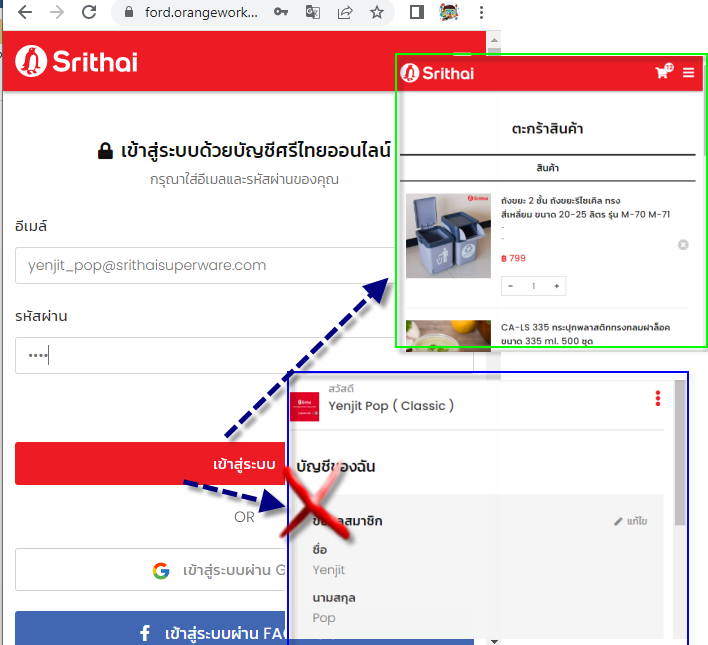 ford.orangework...
Srithai
เข้าสู่ระบบด้วยบัญชีศรีไทยออนไลน์
กรุณาใส่อีเมลและรหัสผ่านของคุณ
อีเมล์
yenjit_pop@srithaisuperware.com
รหัสผ่าน
เข้าสู่ระบบ
OR
เข้าสู่ระบบผ่าน G
เข้าสู่ระบบผ่าน FAC
Srithai
12
ตะกร้าสินค้า
สินค้า
ถังขยะ 2 ชั้น ถังขยะรีไซเคิล ทรง
สี่เหลี่ยม ขนาด 20-25 ลิตร รุ่น M-70 M-71
-
-
฿ 799
- 1 +
CA-LS 335 กระปุกพลาสติกทรงกลมฝาล็อค
ขนาด 335 ml. 500 ชุด
สวัสดี
Yenjit Pop ( Classic )
บัญชีของฉัน
แก้ไข
ชื่อ
Yenjit
นามสกุล
Pop